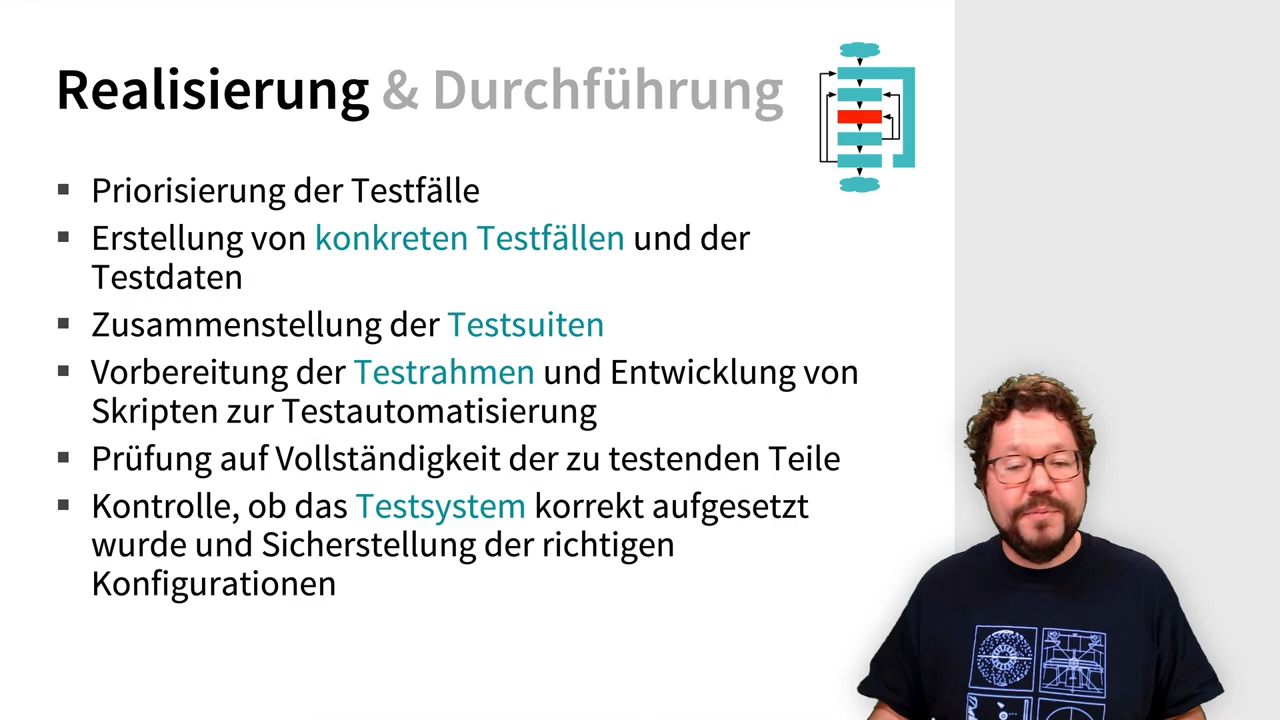 Realisierung & Durchführung
▪ Priorisierung der Testfälle
▪ Erstellung von konkreten Testfällen und der
Testdaten
▪ Zusammenstellung der Testsuiten
▪ Vorbereitung der Testrahmen und Entwicklung von
Skripten zur Testautomatisierung
▪ Prüfung auf Vollständigkeit der zu testenden Teile
▪ Kontrolle, ob das Testsystem korrekt aufgesetzt
wurde und Sicherstellung der richtigen
Konfigurationen